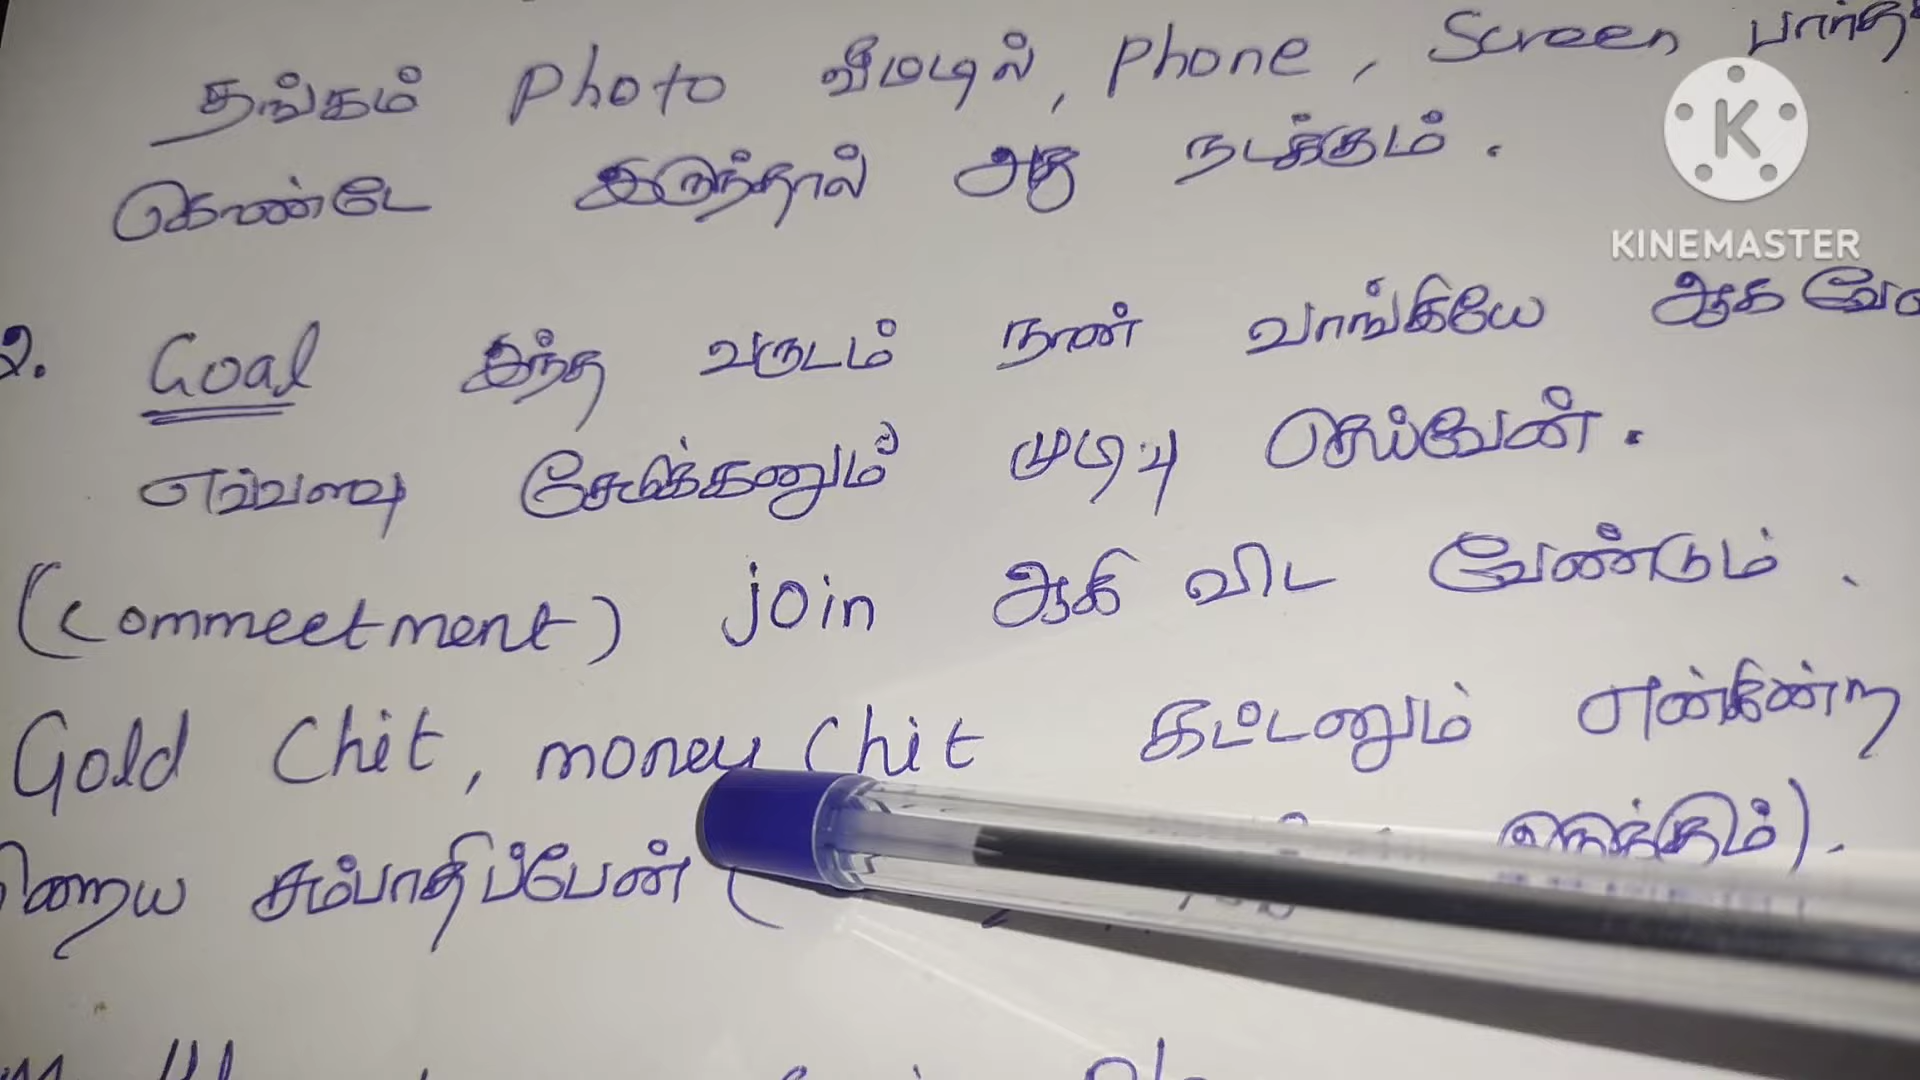 தங்கம் Photo வீட்டில், Phone, Screen பார்த்து
கொண்டே இருந்தால் அது நடக்கும்.
KINEMASTER
2. Goal இந்த வருடம் நான் வாங்கியே ஆக
எவ்வளவு சேமிக்கணும் முடிவு செய்வேன்.
(Commeetment) join ஆகி விட வேண்டும்.
Gold Chit, money Chit கட்டனும் என்கின்ற
சம்பாதிப்பேன் ( இருக்கும்).